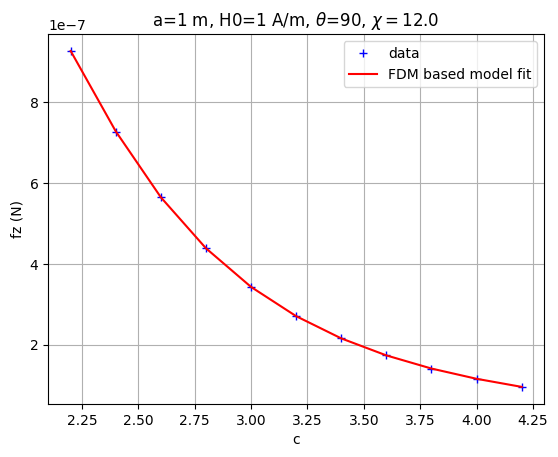 a=1 m, H0=1 A/m, θ=90, χ = 12.0
1e−7
data
FDM based model fit
8
6
4
2
fz (N)
2.25 2.50 2.75 3.00 3.25 3.50 3.75 4.00 4.25
c